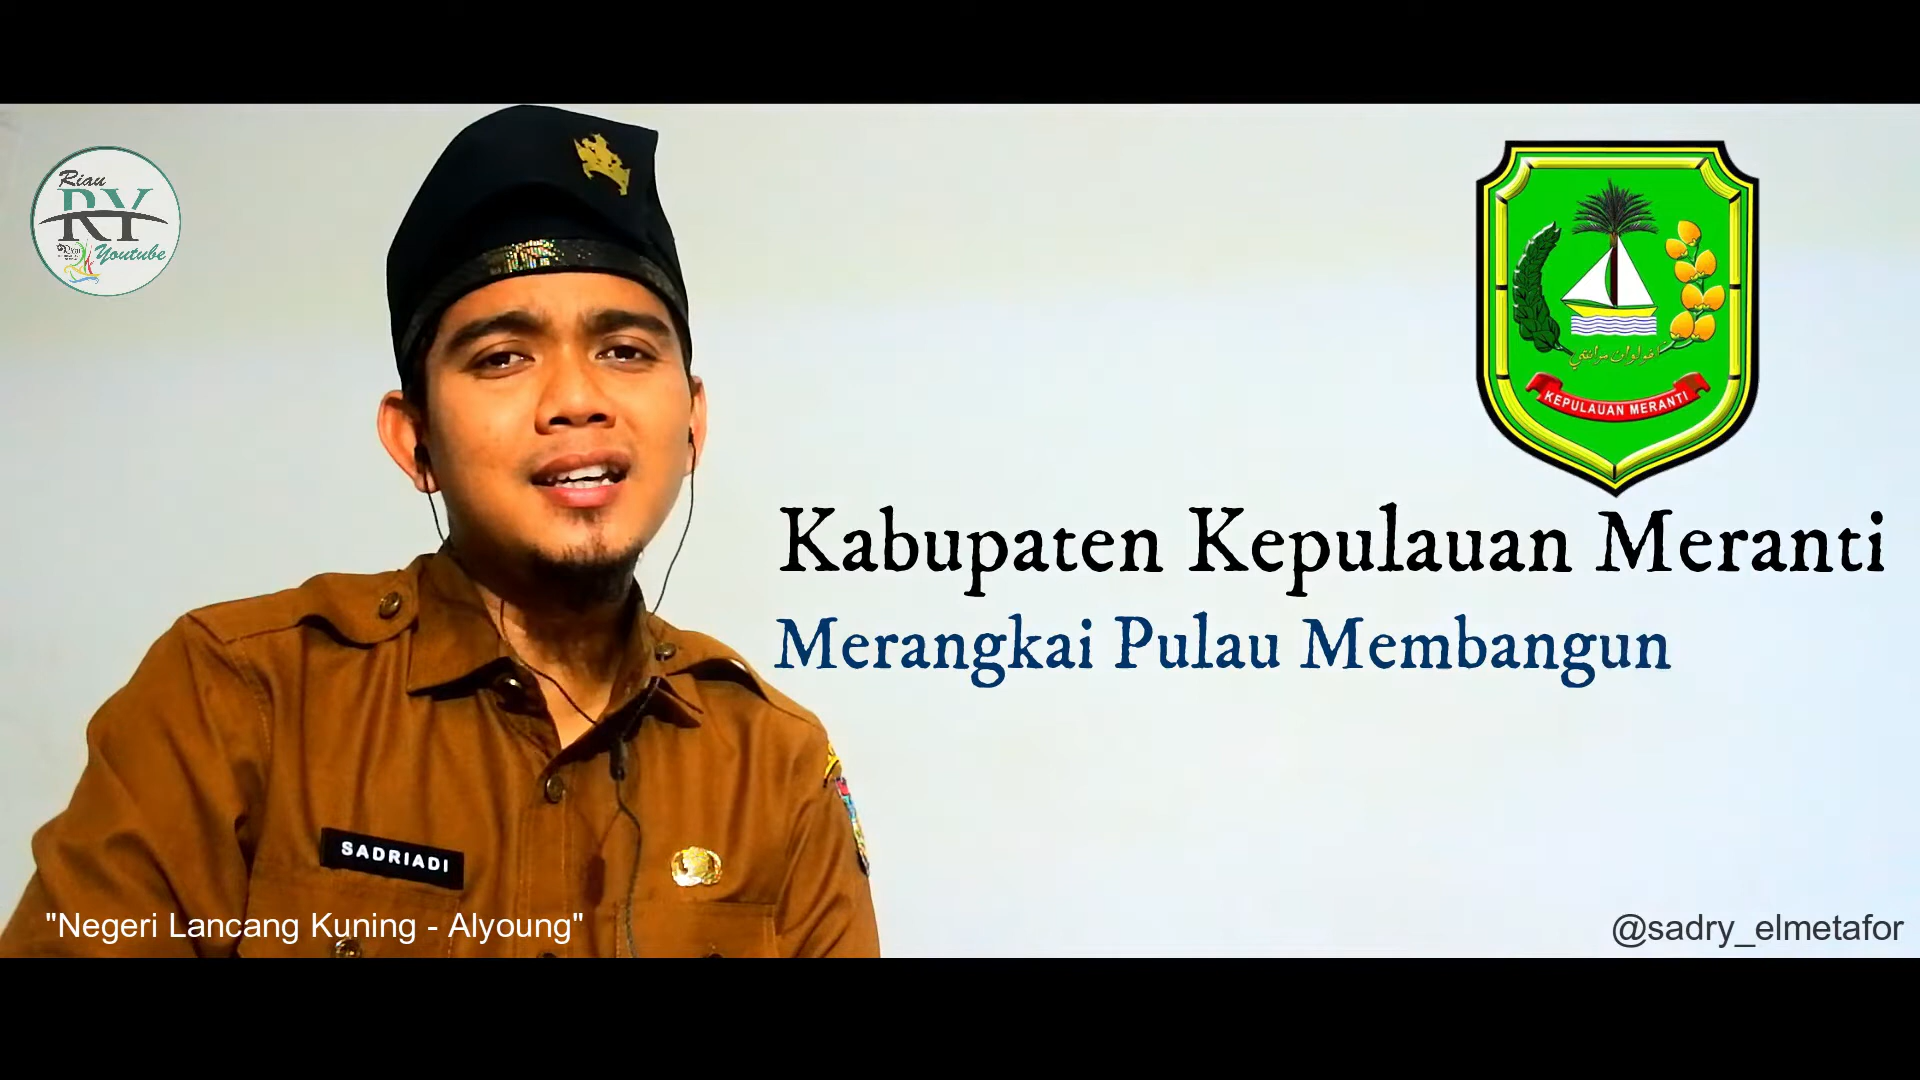 Riau
RY
Youtube
KEPULAUAN MERANTI
Kabupaten Kepulauan Meranti
Merangkai Pulau Membangun
SADRIADI
"Negeri Lancang Kuning - Alyoung"
@sadry_elmetafor